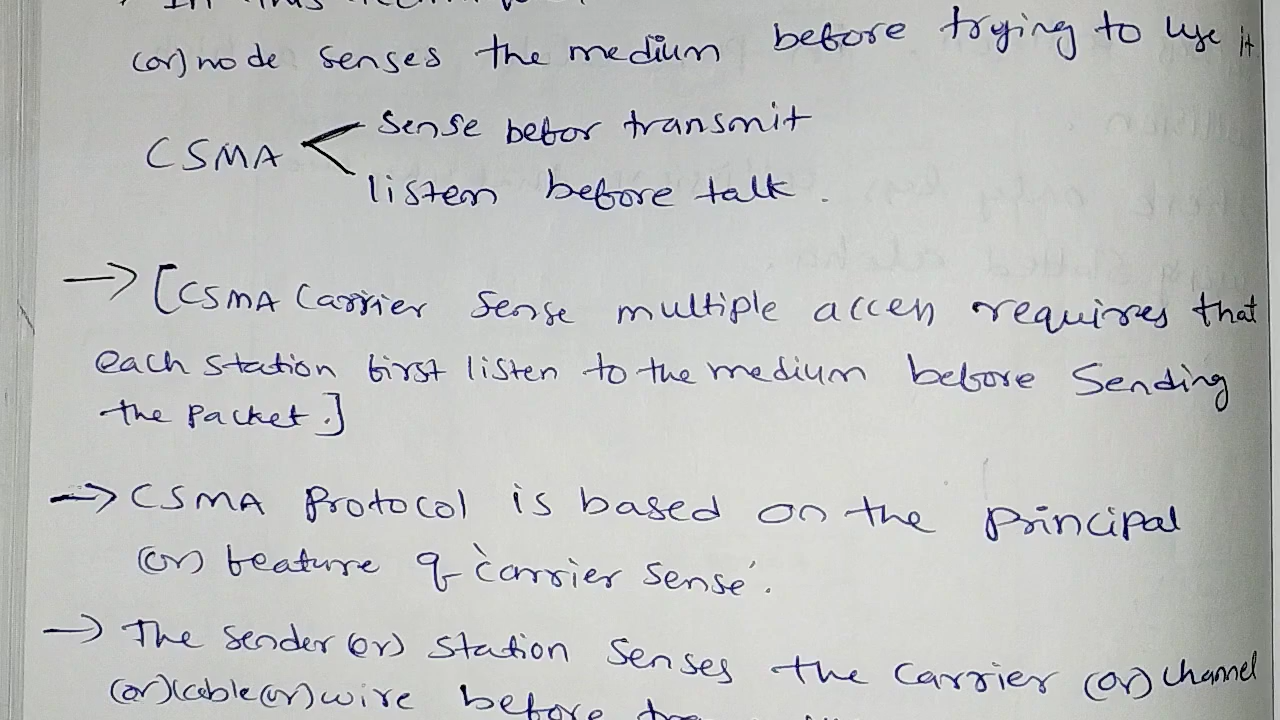 (or) node senses the medium before trying to use it
CSMA
sense befor transmit
listen before talk.
→ [CSMA Carrier Sense multiple access requires that
each station first listen to the medium before Sending
the Packet.]
→ CSMA Protocol is based on the Principal
(or) feature of 'carrier sense'.
→ The sender (or) station senses the carrier (or) channel
(or) cable (or) wire before